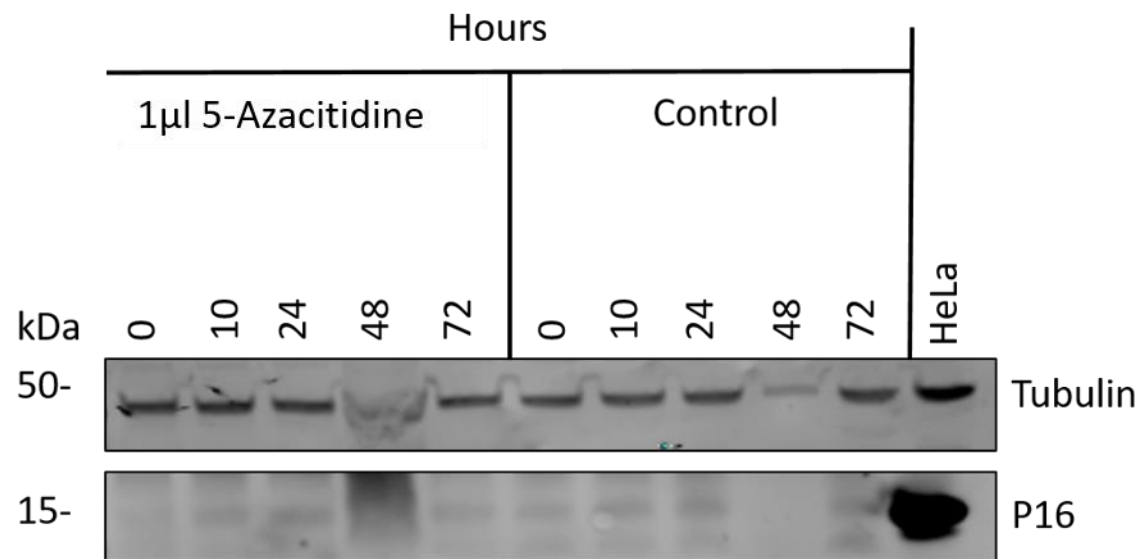 Hours
1µl 5-Azacitidine
Control
kDa
0
10
24
48
72
0
10
24
48
72
HeLa
50-
Tubulin
15-
P16